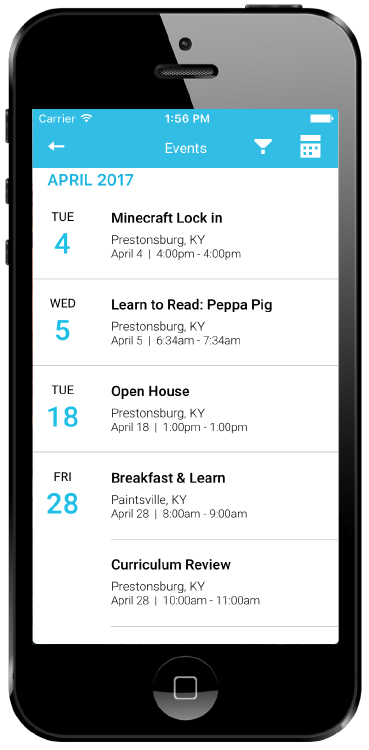 Carrier 1:56 PM
Events
APRIL 2017
TUE
4
Minecraft Lock in
Prestonsburg, KY
April 4 | 4:00pm - 4:00pm
WED
5
Learn to Read: Peppa Pig
Prestonsburg, KY
April 5 | 6:34am - 7:34am
TUE
18
Open House
Prestonsburg, KY
April 18 | 1:00pm - 1:00pm
FRI
28
Breakfast & Learn
Paintsville, KY
April 28 | 8:00am - 9:00am
Curriculum Review
Prestonsburg, KY
April 28 | 10:00am - 11:00am